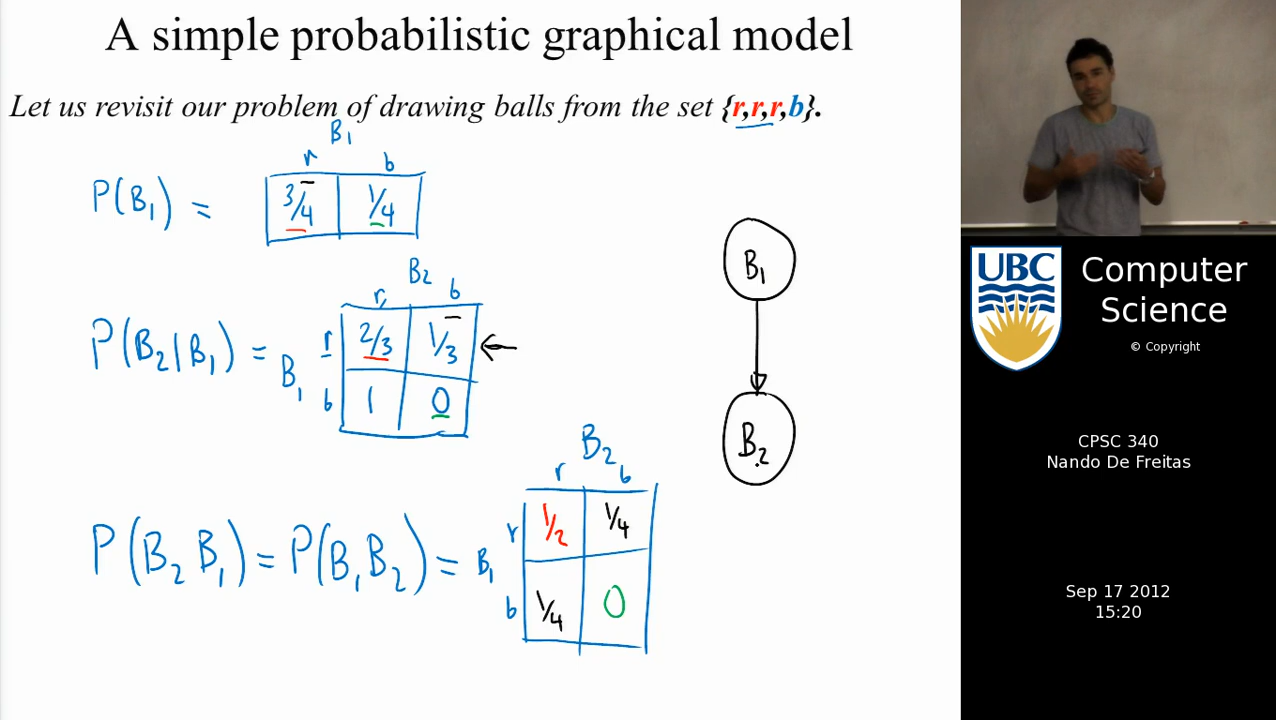 A simple probabilistic graphical model
Let us revisit our problem of drawing balls from the set {r,r,r,b}.
B₁
r b
P(B₁) = 3/4 1/4
B₂
r b
P(B₂|B₁) = B₁ r 2/3 1/3
b 1 0
B₂
r b
P(B₂ B₁) = P(B₁B₂) = B₁ r 1/2 1/4
b 1/4 0
B₁
B₂
UBC
Computer
Science
© Copyright
CPSC 340
Nando De Freitas
Sep 17 2012
15:20